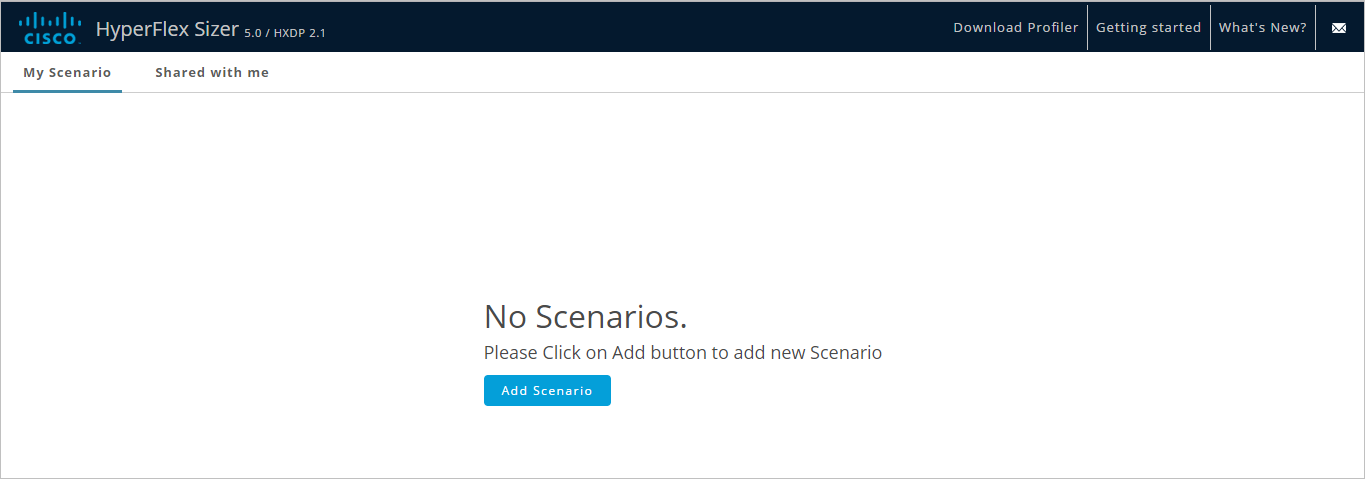 CISCO HyperFlex Sizer 5.0 / HXDP 2.1 Download Profiler Getting started What's New?
My Scenario Shared with me
No Scenarios.
Please Click on Add button to add new Scenario
Add Scenario